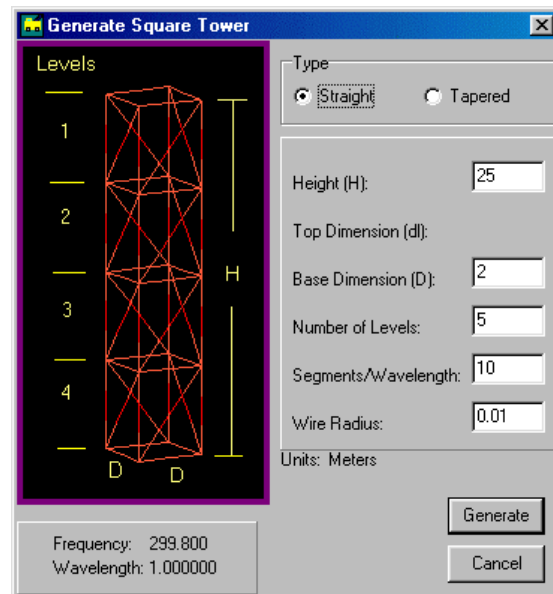 Generate Square Tower
Levels
1
2
3
4
H
D
D
Type
Straight
Tapered
Height (H): 25
Top Dimension (dl):
Base Dimension (D): 2
Number of Levels: 5
Segments/Wavelength: 10
Wire Radius: 0.01
Units: Meters
Frequency: 299.800
Wavelength: 1.000000
Generate
Cancel